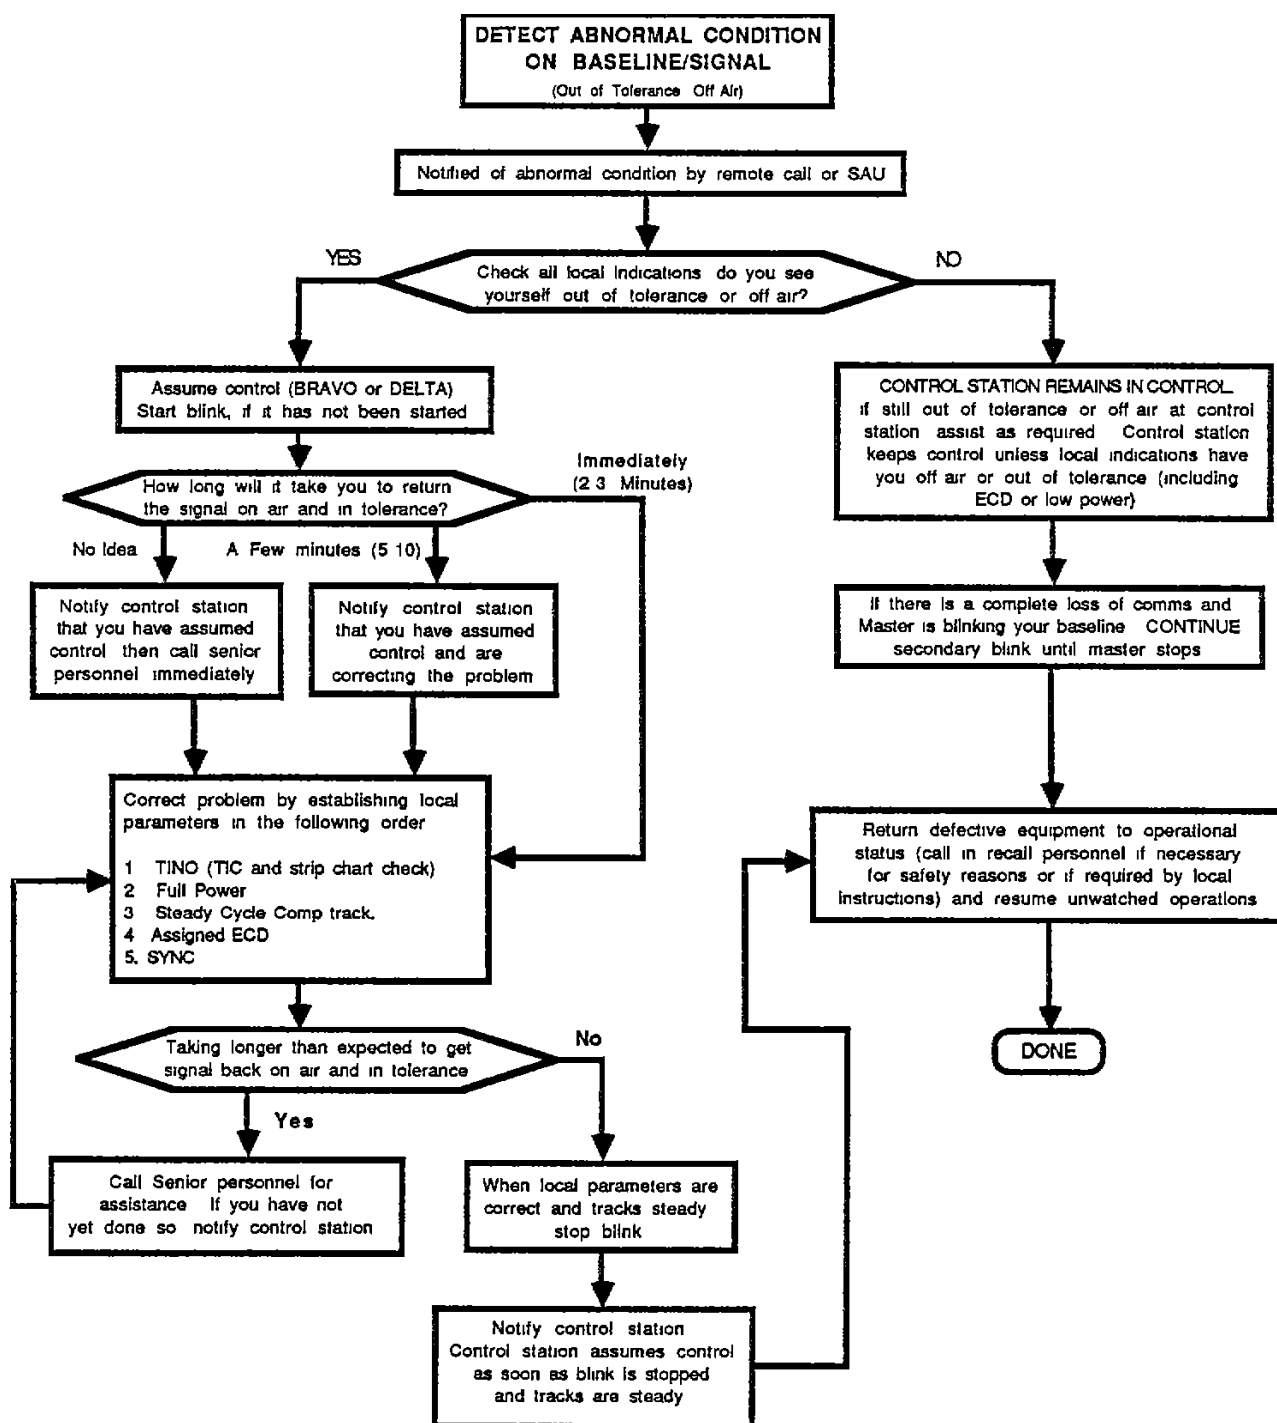 DETECT ABNORMAL CONDITION
ON BASELINE/SIGNAL
(Out of Tolerance Off Air)
Notified of abnormal condition by remote call or SAU
YES
NO
Check all local Indications do you see
yourself out of tolerance or off air?
Assume control (BRAVO or DELTA)
Start blink, if it has not been started
CONTROL STATION REMAINS IN CONTROL
if still out of tolerance or off air at control
station assist as required Control station
keeps control unless local indications have
you off air or out of tolerance (including
ECD or low power)
How long will it take you to return
the signal on air and in tolerance?
Immediately
(2 3 Minutes)
No Idea
A Few minutes (5 10)
Notify control station
that you have assumed
control then call senior
personnel immediately
Notify control station
that you have assumed
control and are
correcting the problem
If there is a complete loss of comms and
Master is blinking your baseline CONTINUE
secondary blink until master stops
Correct problem by establishing local
parameters in the following order
1 TINO (TIC and strip chart check)
2 Full Power
3 Steady Cycle Comp track.
4 Assigned ECD
5. SYNC
Return defective equipment to operational
status (call in recall personnel if necessary
for safety reasons or if required by local
instructions) and resume unwatched operations
Taking longer than expected to get
signal back on air and in tolerance
No
Yes
DONE
Call Senior personnel for
assistance If you have not
yet done so notify control station
When local parameters are
correct and tracks steady
stop blink
Notify control station
Control station assumes control
as soon as blink is stopped
and tracks are steady